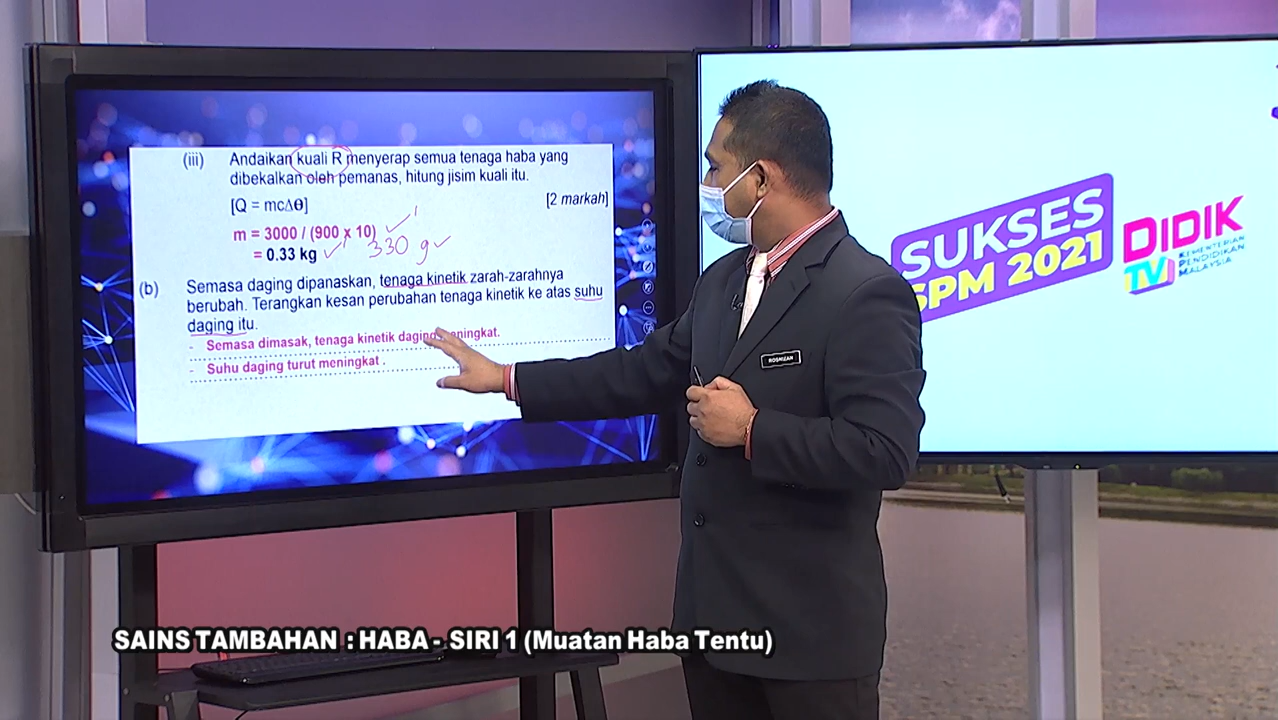 (iii) Andaikan kuali R menyerap semua tenaga haba yang
dibekalkan oleh pemanas, hitung jisim kuali itu.
[Q = mcΔθ] [2 markah]
m = 3000 / (900 x 10) ✓ 1
= 0.33 kg ✓ 330 g ✓
(b) Semasa daging dipanaskan, tenaga kinetik zarah-zarahnya
berubah. Terangkan kesan perubahan tenaga kinetik ke atas suhu
daging itu.
- Semasa dimasak, tenaga kinetik daging meningkat.
- Suhu daging turut meningkat .
SUKSES
SPM 2021
DIDIK
TV
KEMENTERIAN
PENDIDIKAN
MALAYSIA
ROSMIZAN
SAINS TAMBAHAN : HABA - SIRI 1 (Muatan Haba Tentu)